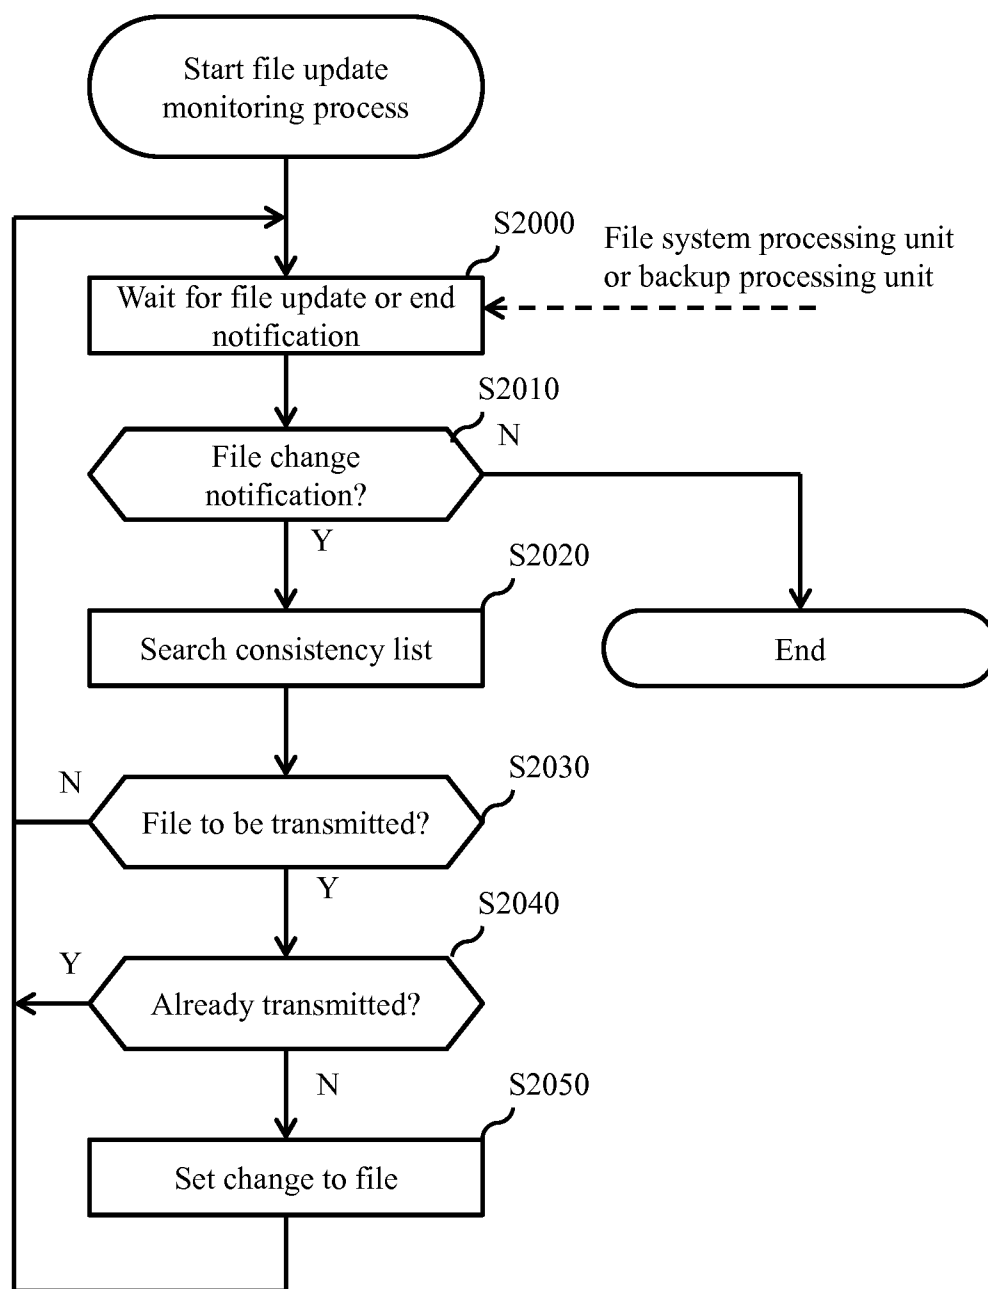 Start file update
monitoring process
S2000
File system processing unit
or backup processing unit
Wait for file update or end
notification
S2010
N
File change
notification?
Y
S2020
Search consistency list
End
S2030
N
File to be transmitted?
Y
S2040
Y
Already transmitted?
N
S2050
Set change to file